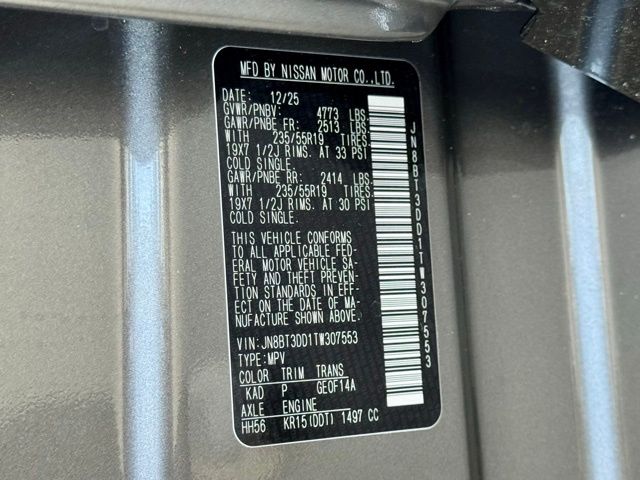 MFD BY NISSAN MOTOR CO.,LTD.
DATE: 12/25
GVWR/PNBV: 4773 LBS.
GAWR/PNBE FR: 2513 LBS.
WITH 235/55R19 TIRES.
19X7 1/2J RIMS. AT 33 PSI
COLD SINGLE.
GAWR/PNBE RR: 2414 LBS.
WITH 235/55R19 TIRES.
19X7 1/2J RIMS. AT 30 PSI
COLD SINGLE.
THIS VEHICLE CONFORMS
TO ALL APPLICABLE FED-
ERAL MOTOR VEHICLE SA-
FETY AND THEFT PREVEN-
TION STANDARDS IN EFF-
ECT ON THE DATE OF MA-
NUFACTURE SHOWN ABOVE.
VIN:JN8BT3DD1TW307553
TYPE:MPV
COLOR TRIM TRANS
KAD P GEOF14A
AXLE ENGINE
HH56 KR15(DDT) 1497 CC
JN8BT3DD1TW307553